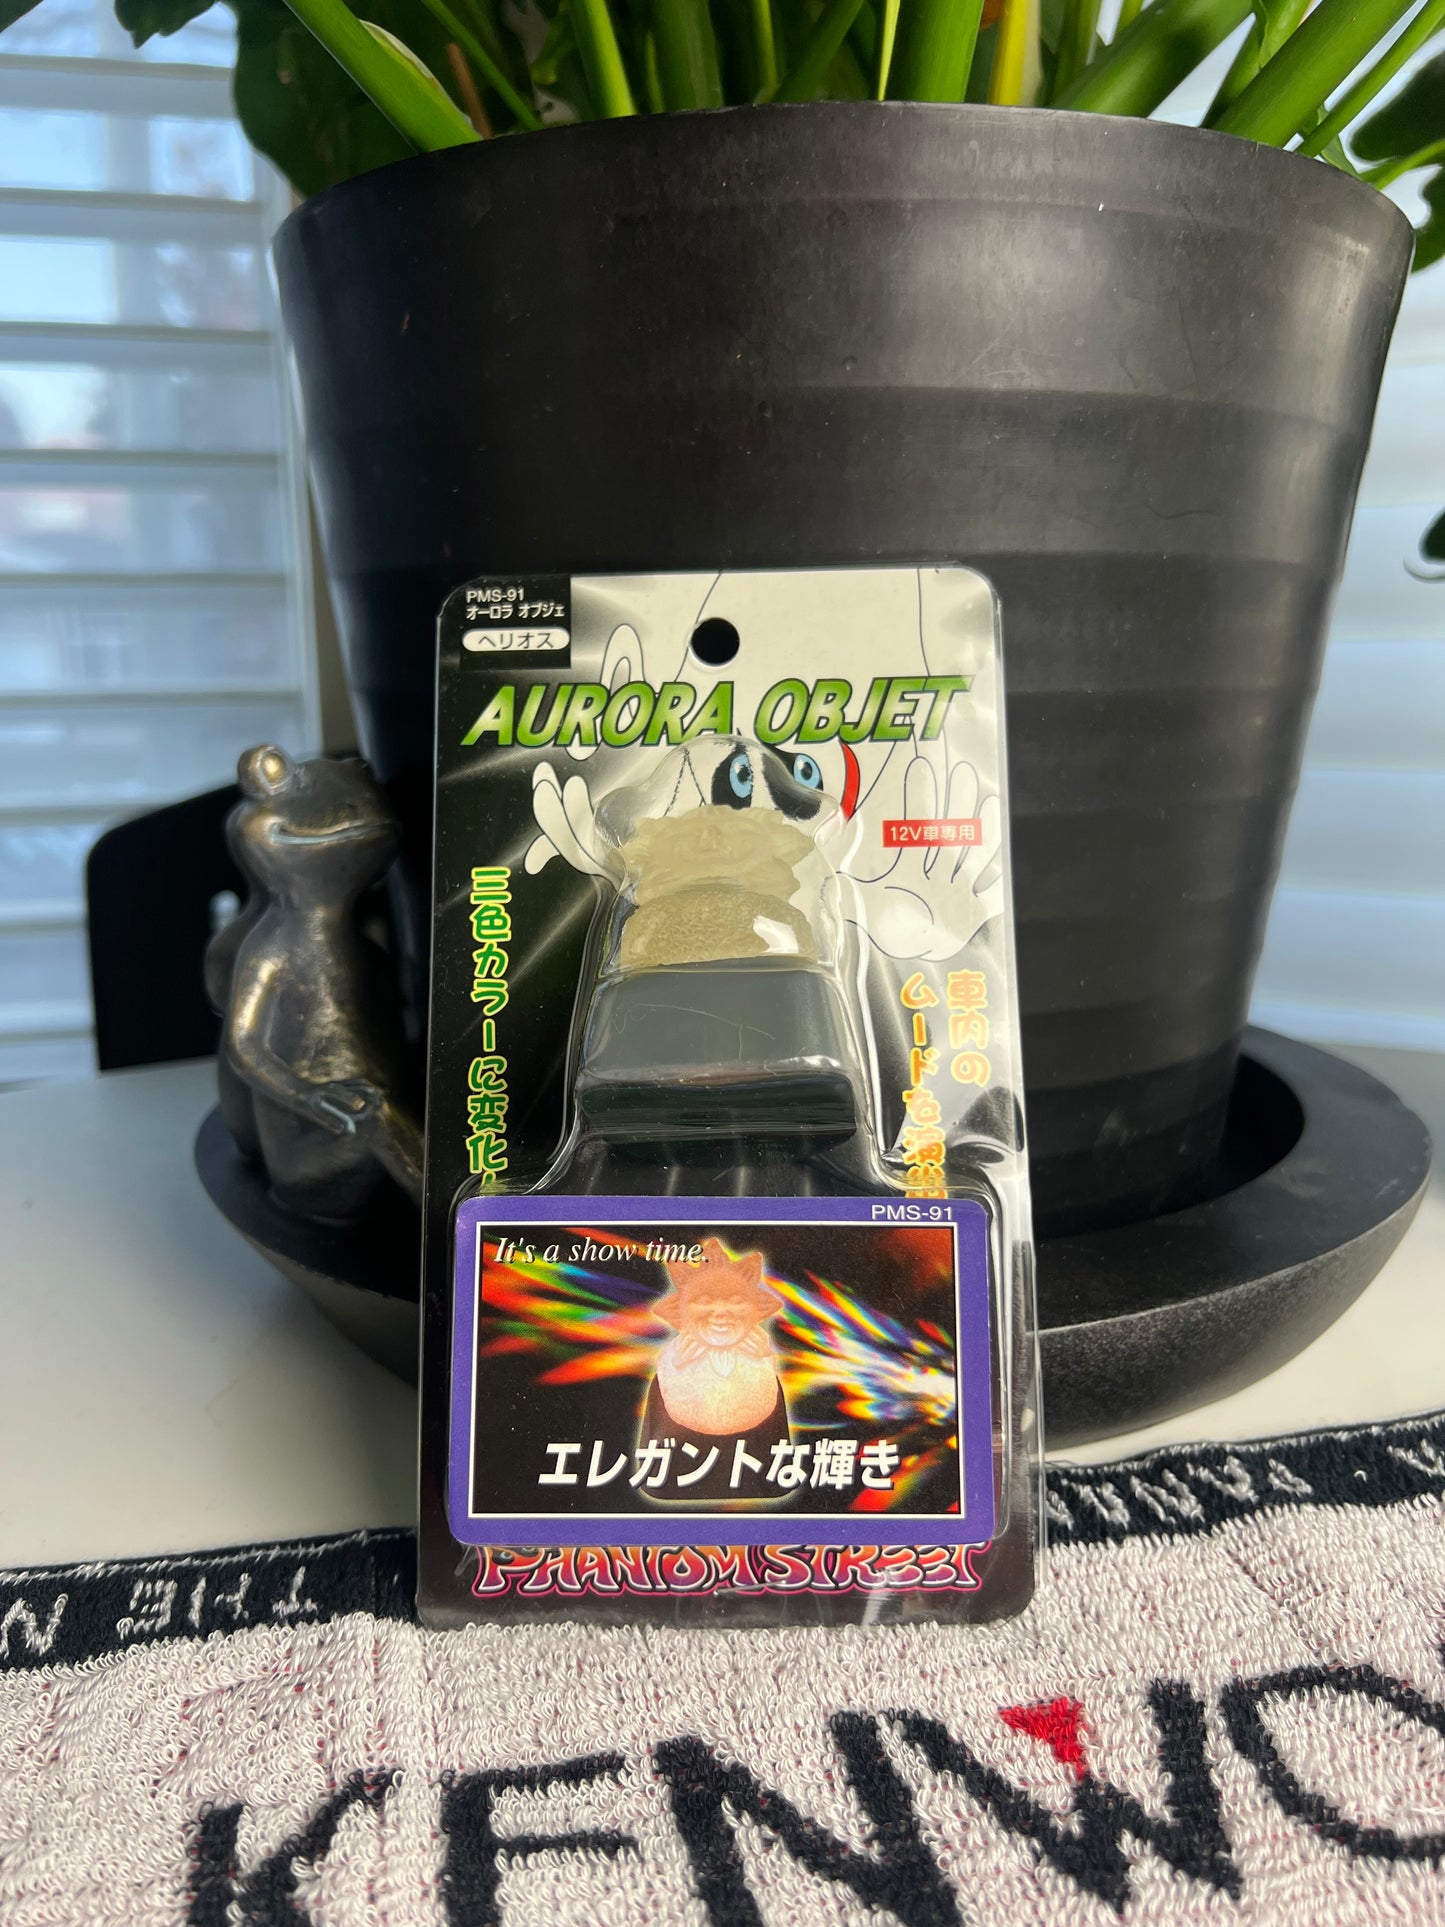 PMS-91
オーロラ オブジェ
ヘリオス
AURORA OBJET
12V車専用
三色カラーに変化
車内の
ムードを演出
PMS-91
It's a show time.
エレガントな輝き
PHANTOM STREET
THE
KENWO